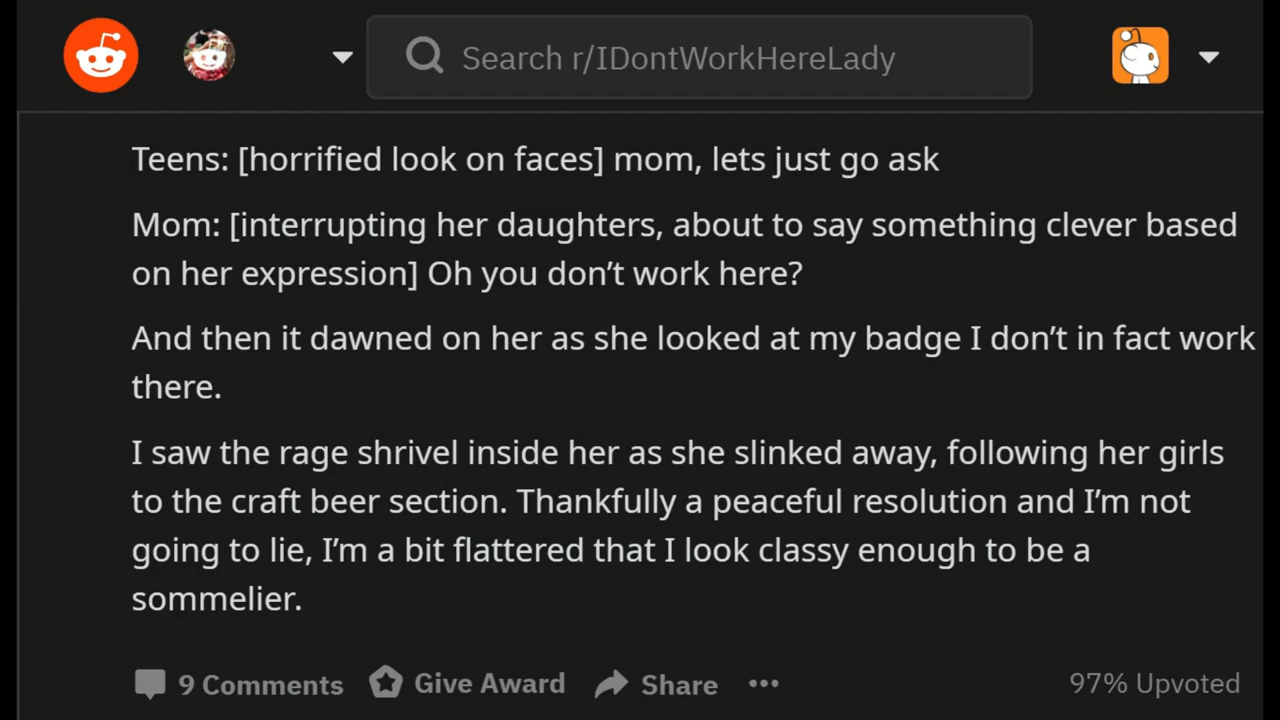 Search r/IDontWorkHereLady
Teens: [horrified look on faces] mom, lets just go ask
Mom: [interrupting her daughters, about to say something clever based
on her expression] Oh you don’t work here?
And then it dawned on her as she looked at my badge I don’t in fact work
there.
I saw the rage shrivel inside her as she slinked away, following her girls
to the craft beer section. Thankfully a peaceful resolution and I’m not
going to lie, I’m a bit flattered that I look classy enough to be a
sommelier.
9 Comments Give Award Share ••• 97% Upvoted